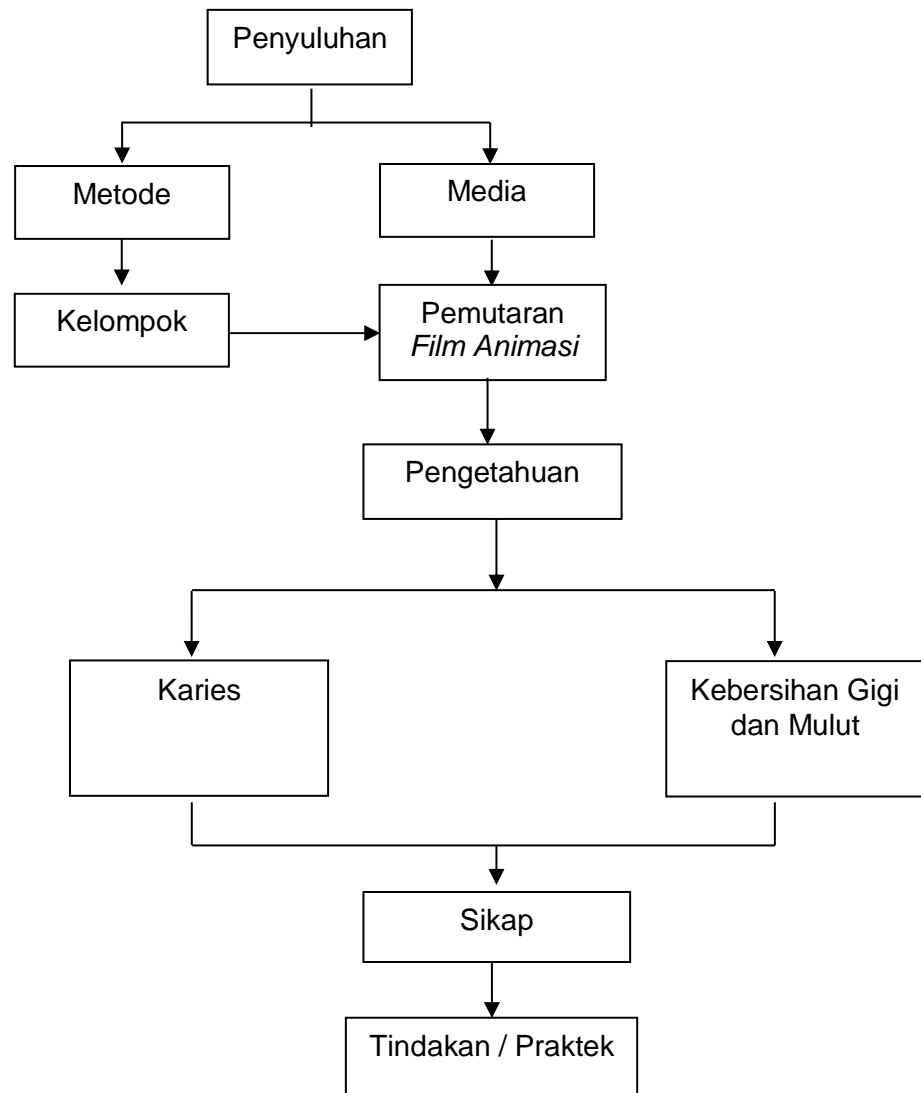 Penyuluhan
Metode
Media
Kelompok
Pemutaran
Film Animasi
Pengetahuan
Karies
Kebersihan Gigi
dan Mulut
Sikap
Tindakan / Praktek